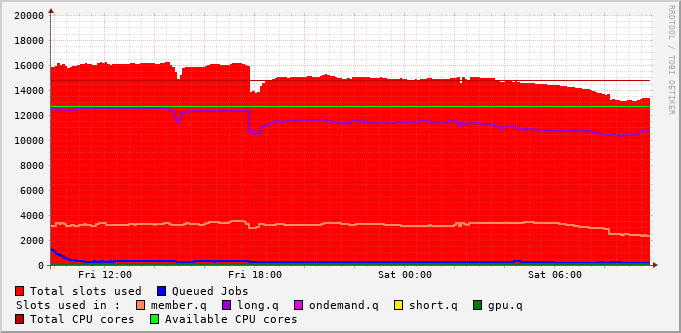 20000
18000
16000
14000
12000
10000
8000
6000
4000
2000
0
Fri 12:00 Fri 18:00 Sat 00:00 Sat 06:00
Total slots used Queued Jobs
Slots used in : member.q long.q ondemand.q short.q gpu.q
Total CPU cores Available CPU cores
RRDTOOL / TOBI OETIKER